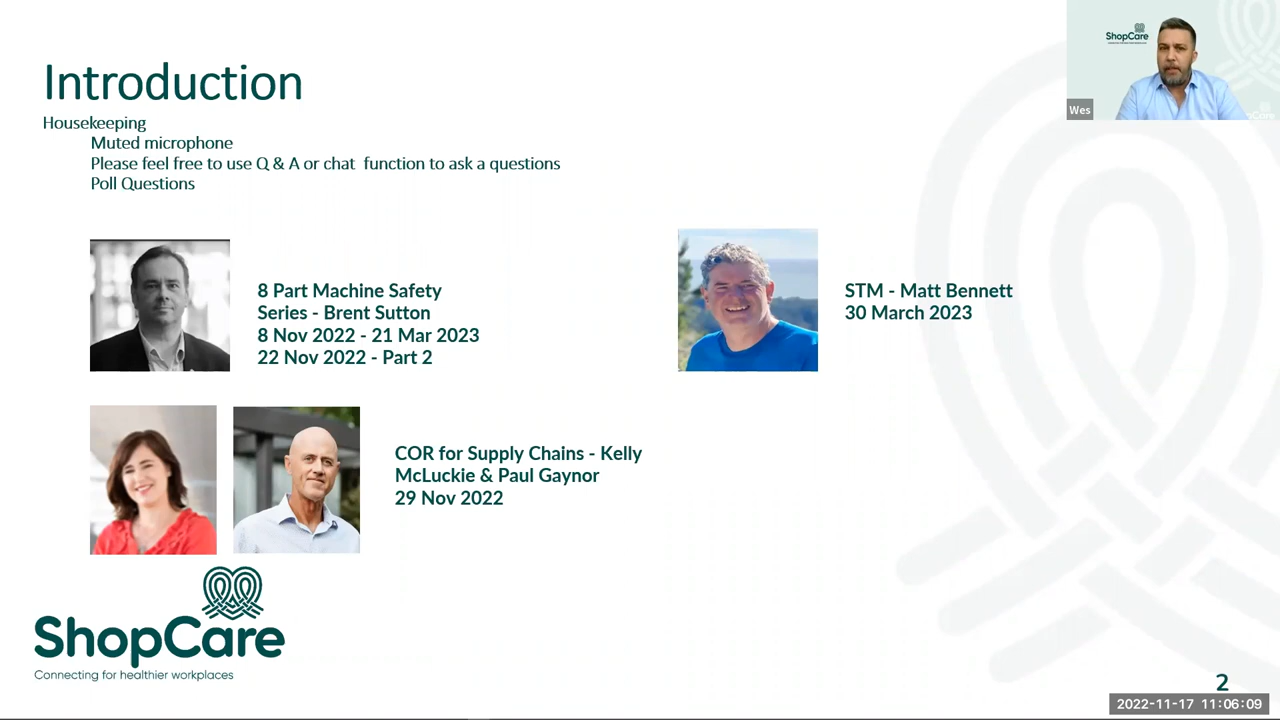 Introduction
Housekeeping
Muted microphone
Please feel free to use Q & A or chat  function to ask a questions
Poll Questions
ShopCare
Wes
8 Part Machine Safety
Series - Brent Sutton
8 Nov 2022 - 21 Mar 2023
22 Nov 2022 - Part 2
STM - Matt Bennett
30 March 2023
COR for Supply Chains - Kelly
McLuckie & Paul Gaynor
29 Nov 2022
ShopCare
Connecting for healthier workplaces
2
2022-11-17 11:06:09